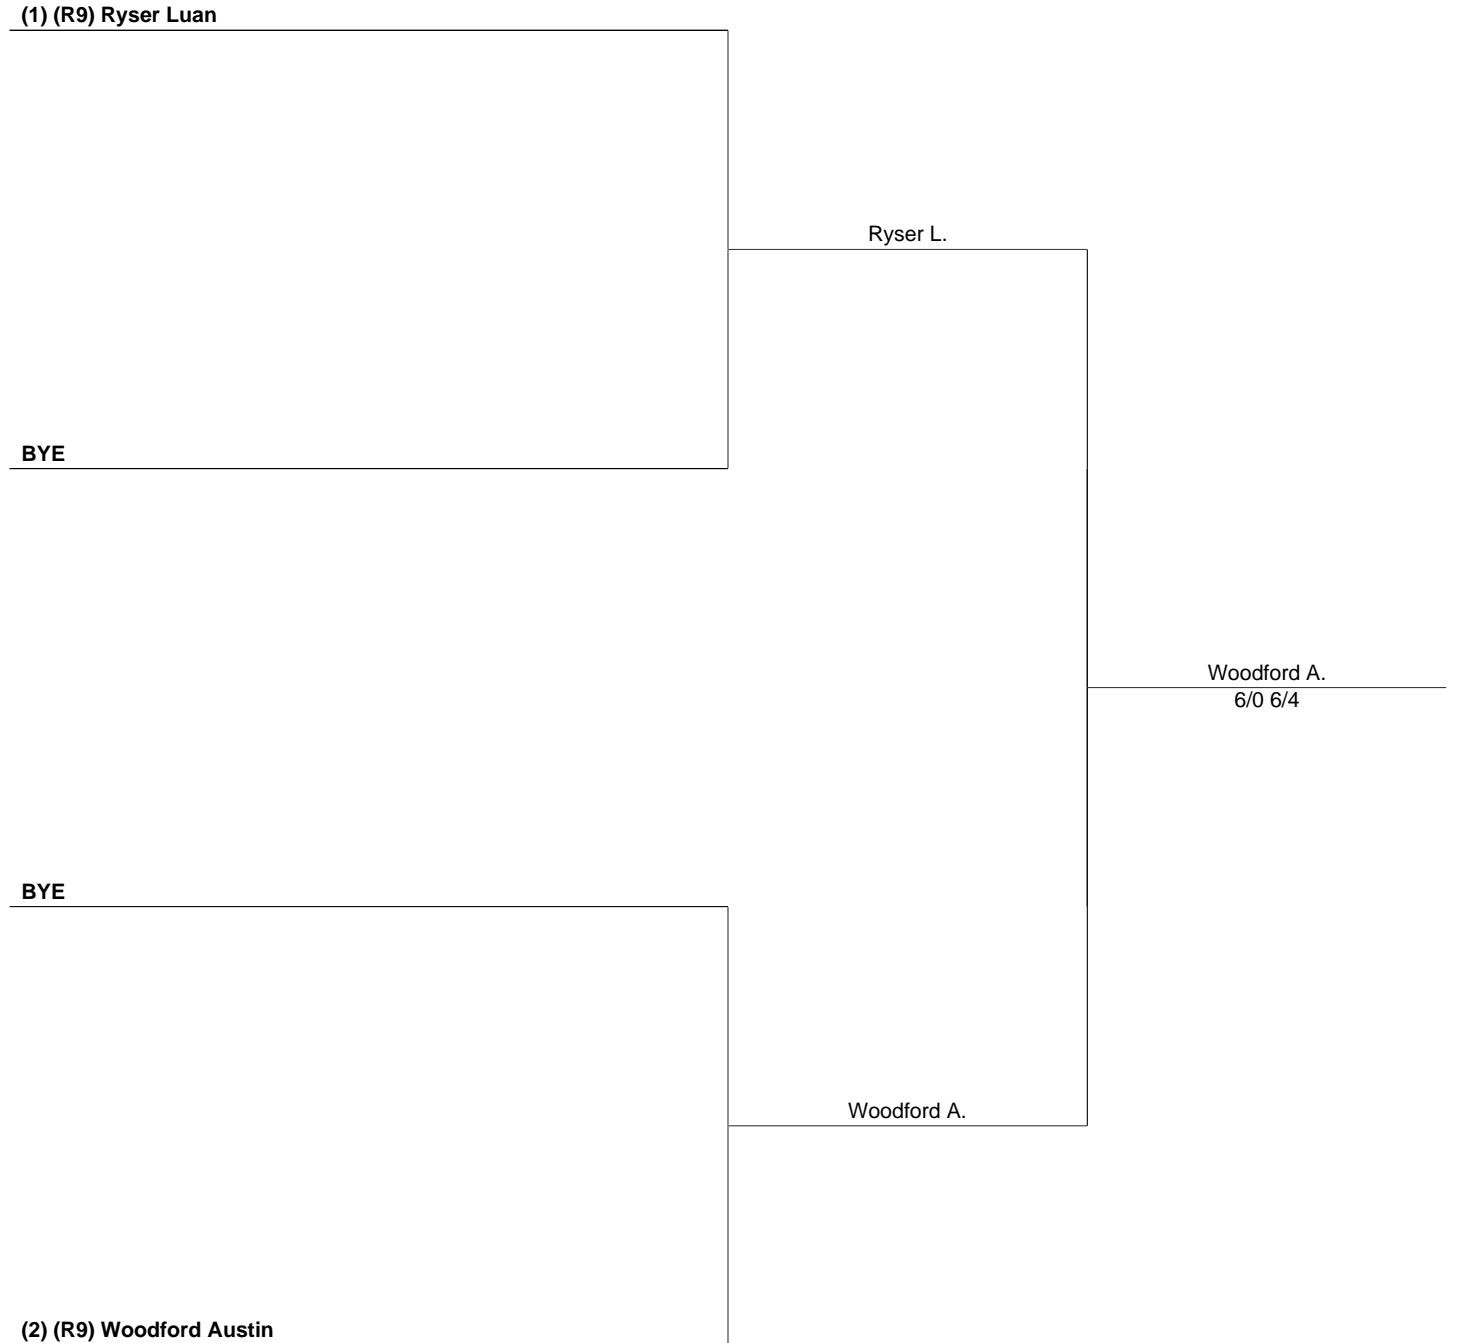 (1) (R9) Ryser Luan
Ryser L.
BYE
Woodford A.
6/0 6/4
BYE
Woodford A.
(2) (R9) Woodford Austin